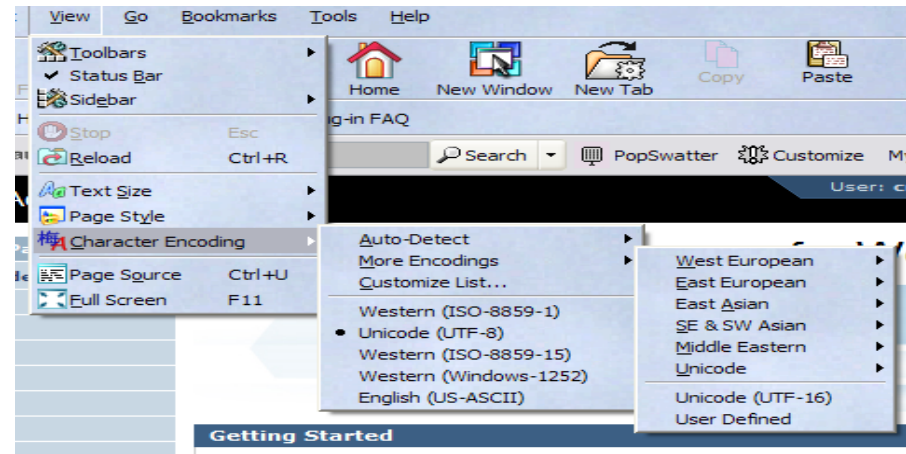 View Go Bookmarks Tools Help
Toolbars
Status Bar
Sidebar
Stop Esc
Reload Ctrl+R
Text Size
Page Style
Character Encoding
Page Source Ctrl+U
Full Screen F11
Home New Window New Tab Copy Paste
g-in FAQ
Search PopSwatter Customize
User:
Auto-Detect
More Encodings
Customize List...
Western (ISO-8859-1)
Unicode (UTF-8)
Western (ISO-8859-15)
Western (Windows-1252)
English (US-ASCII)
West European
East European
East Asian
SE & SW Asian
Middle Eastern
Unicode
Unicode (UTF-16)
User Defined
Getting Started